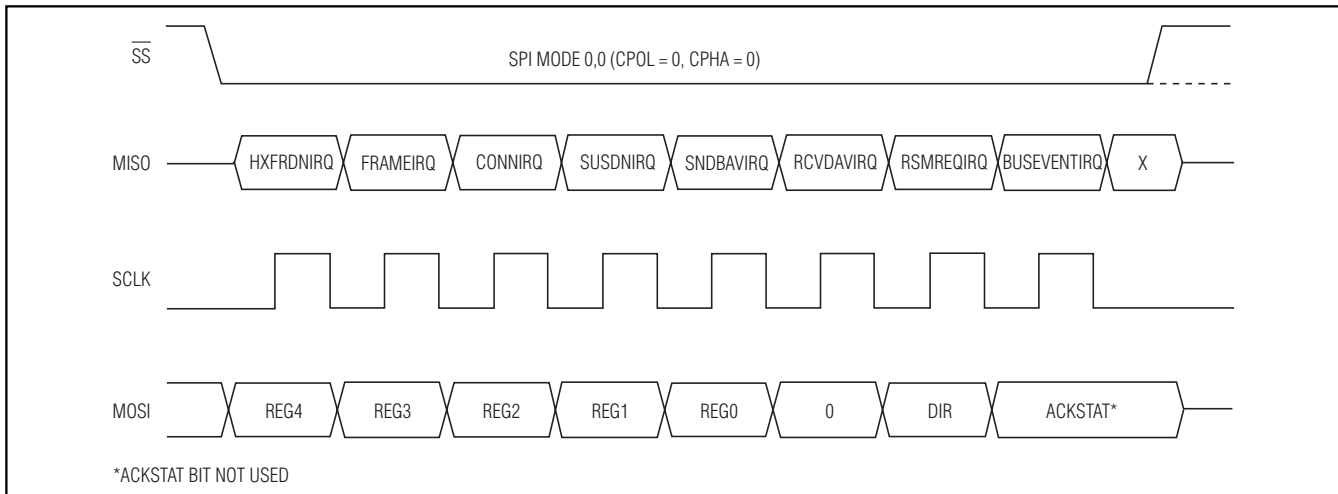 SS
SPI MODE 0,0 (CPOL = 0, CPHA = 0)
MISO HXFRDNIRQ FRAMEIRQ CONNIRQ SUSDNIRQ SNDBAVIRQ RCVDAVIRQ RSMREQIRQ BUSEVENTIRQ X
SCLK
MOSI REG4 REG3 REG2 REG1 REG0 0 DIR ACKSTAT*
*ACKSTAT BIT NOT USED